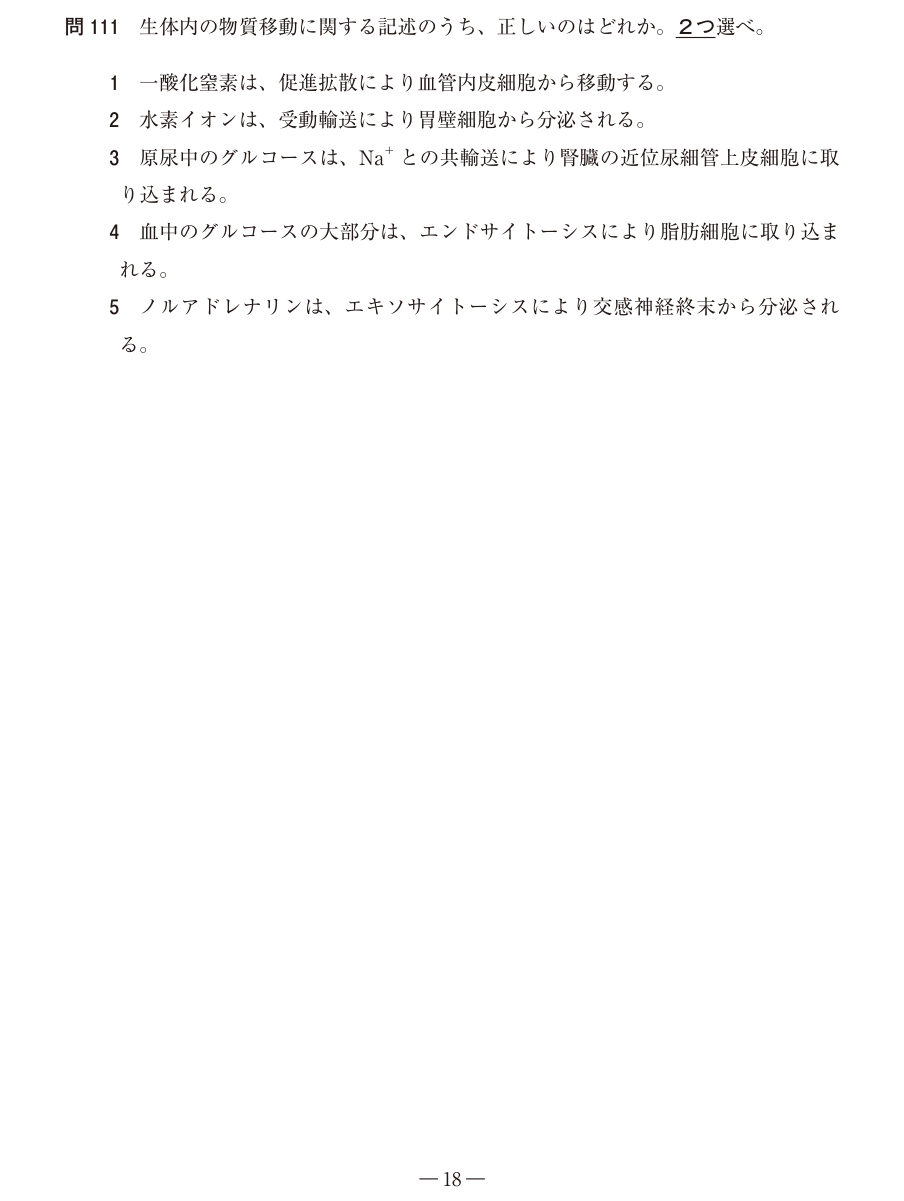 問 111　生体内の物質移動に関する記述のうち、正しいのはどれか。２つ選べ。
1　一酸化窒素は、促進拡散により血管内皮細胞から移動する。
2　水素イオンは、受動輸送により胃壁細胞から分泌される。
3　原尿中のグルコースは、Na⁺ との共輸送により腎臓の近位尿細管上皮細胞に取
り込まれる。
4　血中のグルコースの大部分は、エンドサイトーシスにより脂肪細胞に取り込ま
れる。
5　ノルアドレナリンは、エキソサイトーシスにより交感神経終末から分泌され
る。
― 18 ―